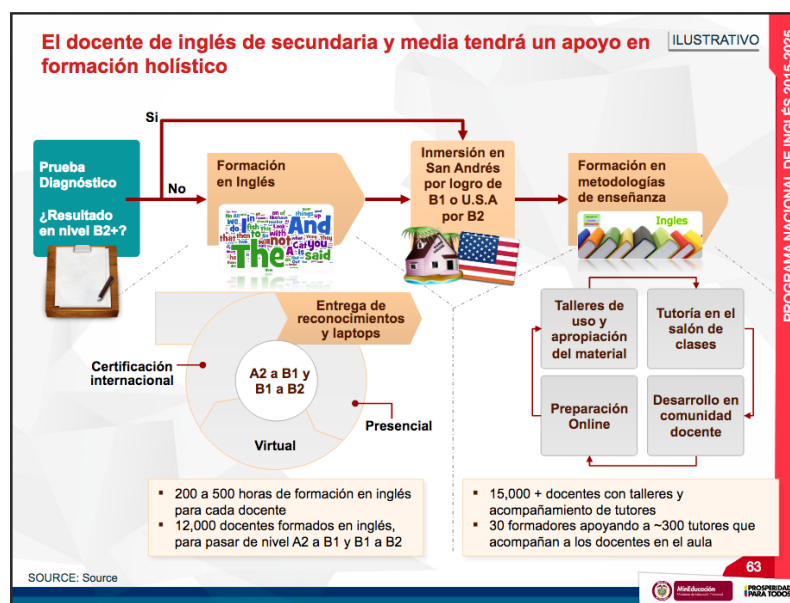 El docente de inglés de secundaria y media tendrá un apoyo en
formación holístico
ILUSTRATIVO
PROGRAMA NACIONAL DE INGLÉS 2015-2025
Si
No
Prueba
Diagnóstico
¿Resultado
en nivel B2+?
Formación
en Inglés
And
The
said
not
you
Inmersión en
San Andrés
por logro de
B1 o U.S.A
por B2
Formación en
metodologías
de enseñanza
Ingles
Entrega de
reconocimientos
y laptops
Certificación
internacional
A2 a B1 y
B1 a B2
Presencial
Virtual
Talleres de
uso y
apropiación
del material
Tutoría en el
salón de
clases
Preparación
Online
Desarrollo en
comunidad
docente
▪ 200 a 500 horas de formación en inglés
para cada docente
▪ 12,000 docentes formados en inglés,
para pasar de nivel A2 a B1 y B1 a B2
▪ 15,000 + docentes con talleres y
acompañamiento de tutores
▪ 30 formadores apoyando a ~300 tutores que
acompañan a los docentes en el aula
63
SOURCE: Source
MinEducación
PROSPERIDAD
PARA TODOS